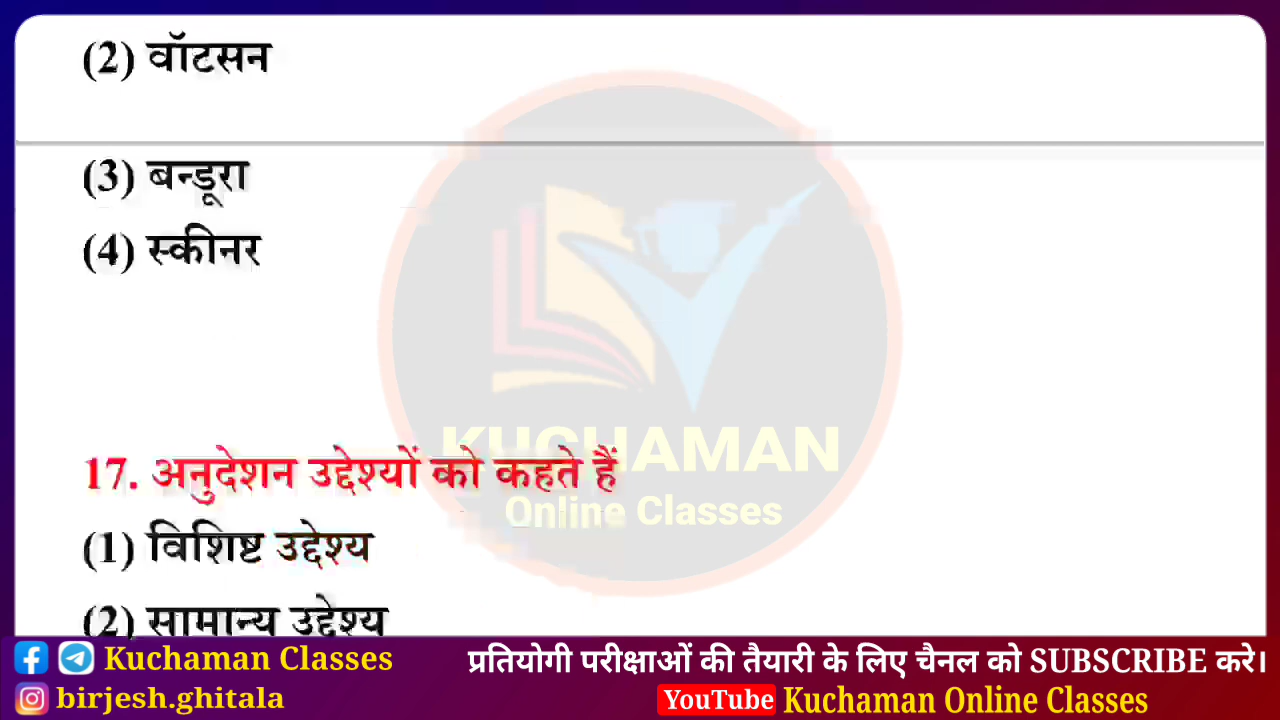 (2) वॉटसन
(3) बन्डूरा
(4) स्कीनर
KUCHAMAN
Online Classes
17. अनुदेशन उद्देश्यों को कहते हैं
(1) विशिष्ट उद्देश्य
(2) सामान्य उद्देश्य
Kuchaman Classes
प्रतियोगी परीक्षाओं की तैयारी के लिए चैनल को SUBSCRIBE करे।
birjesh.ghitala
YouTube Kuchaman Online Classes